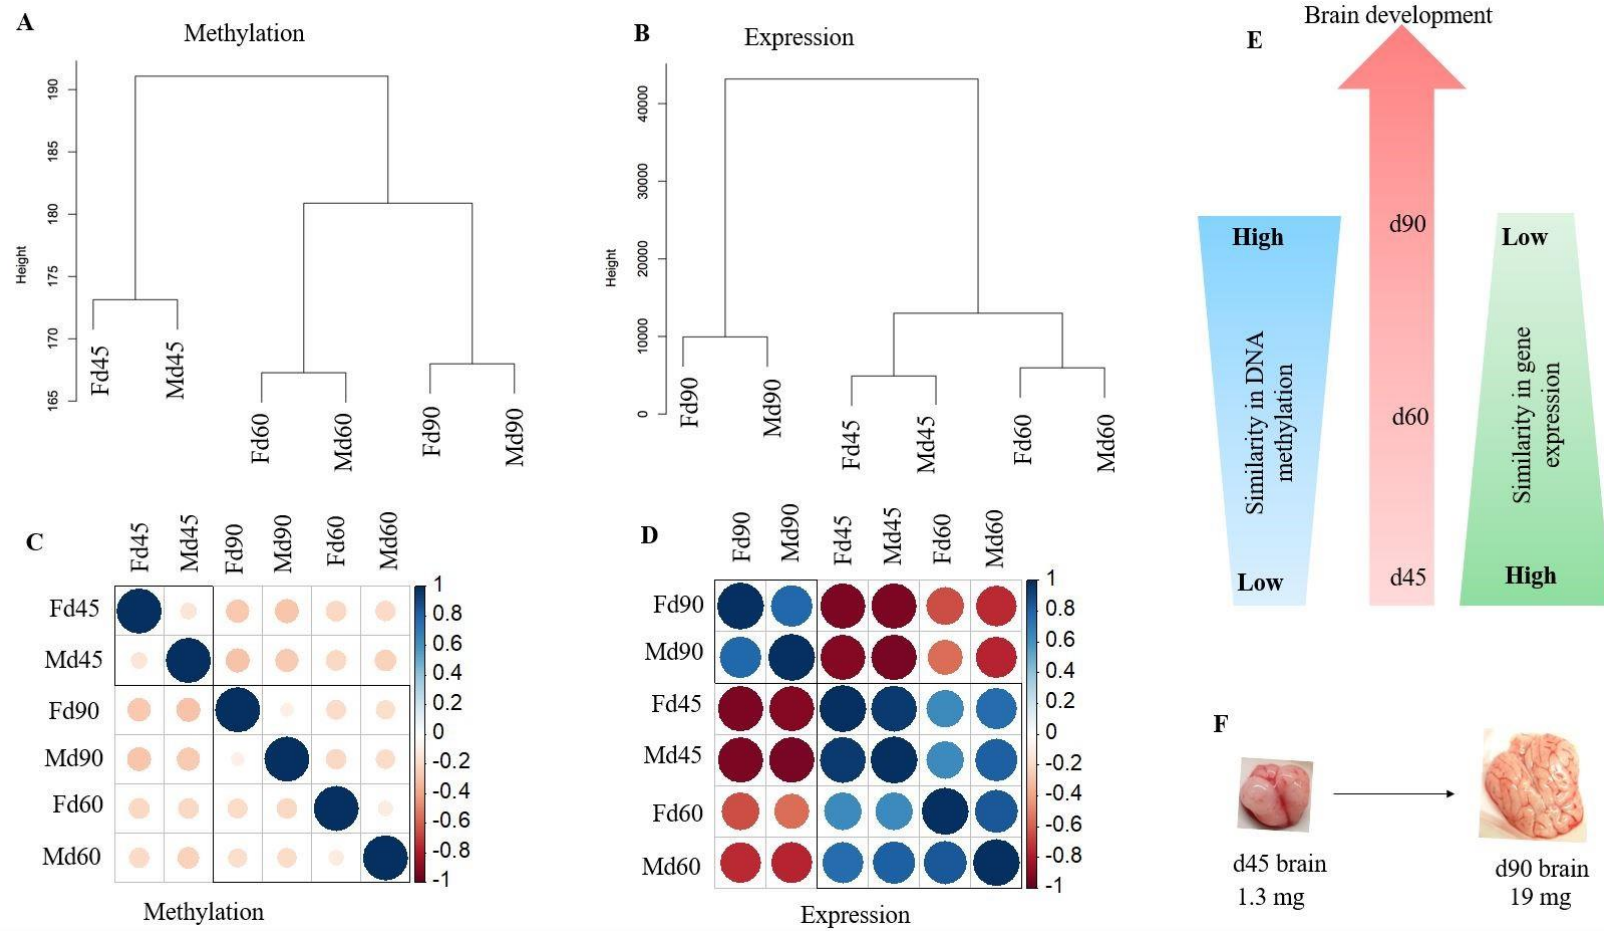 A
Methylation
Height
190
185
180
175
170
165
Fd45
Md45
Fd60
Md60
Fd90
Md90
B
Expression
Height
40000
30000
20000
10000
0
Fd90
Md90
Fd45
Md45
Fd60
Md60
C
Fd45
Md45
Fd90
Md90
Fd60
Md60
Fd45
Md45
Fd90
Md90
Fd60
Md60
1
0.8
0.6
0.4
0.2
0
-0.2
-0.4
-0.6
-0.8
-1
Methylation
D
Fd90
Md90
Fd45
Md45
Fd60
Md60
Fd90
Md90
Fd45
Md45
Fd60
Md60
1
0.8
0.6
0.4
0.2
0
-0.2
-0.4
-0.6
-0.8
-1
Expression
Brain development
E
High
Similarity in DNA
methylation
Low
d90
d60
d45
Low
Similarity in gene
expression
High
F
d45 brain
1.3 mg
d90 brain
19 mg